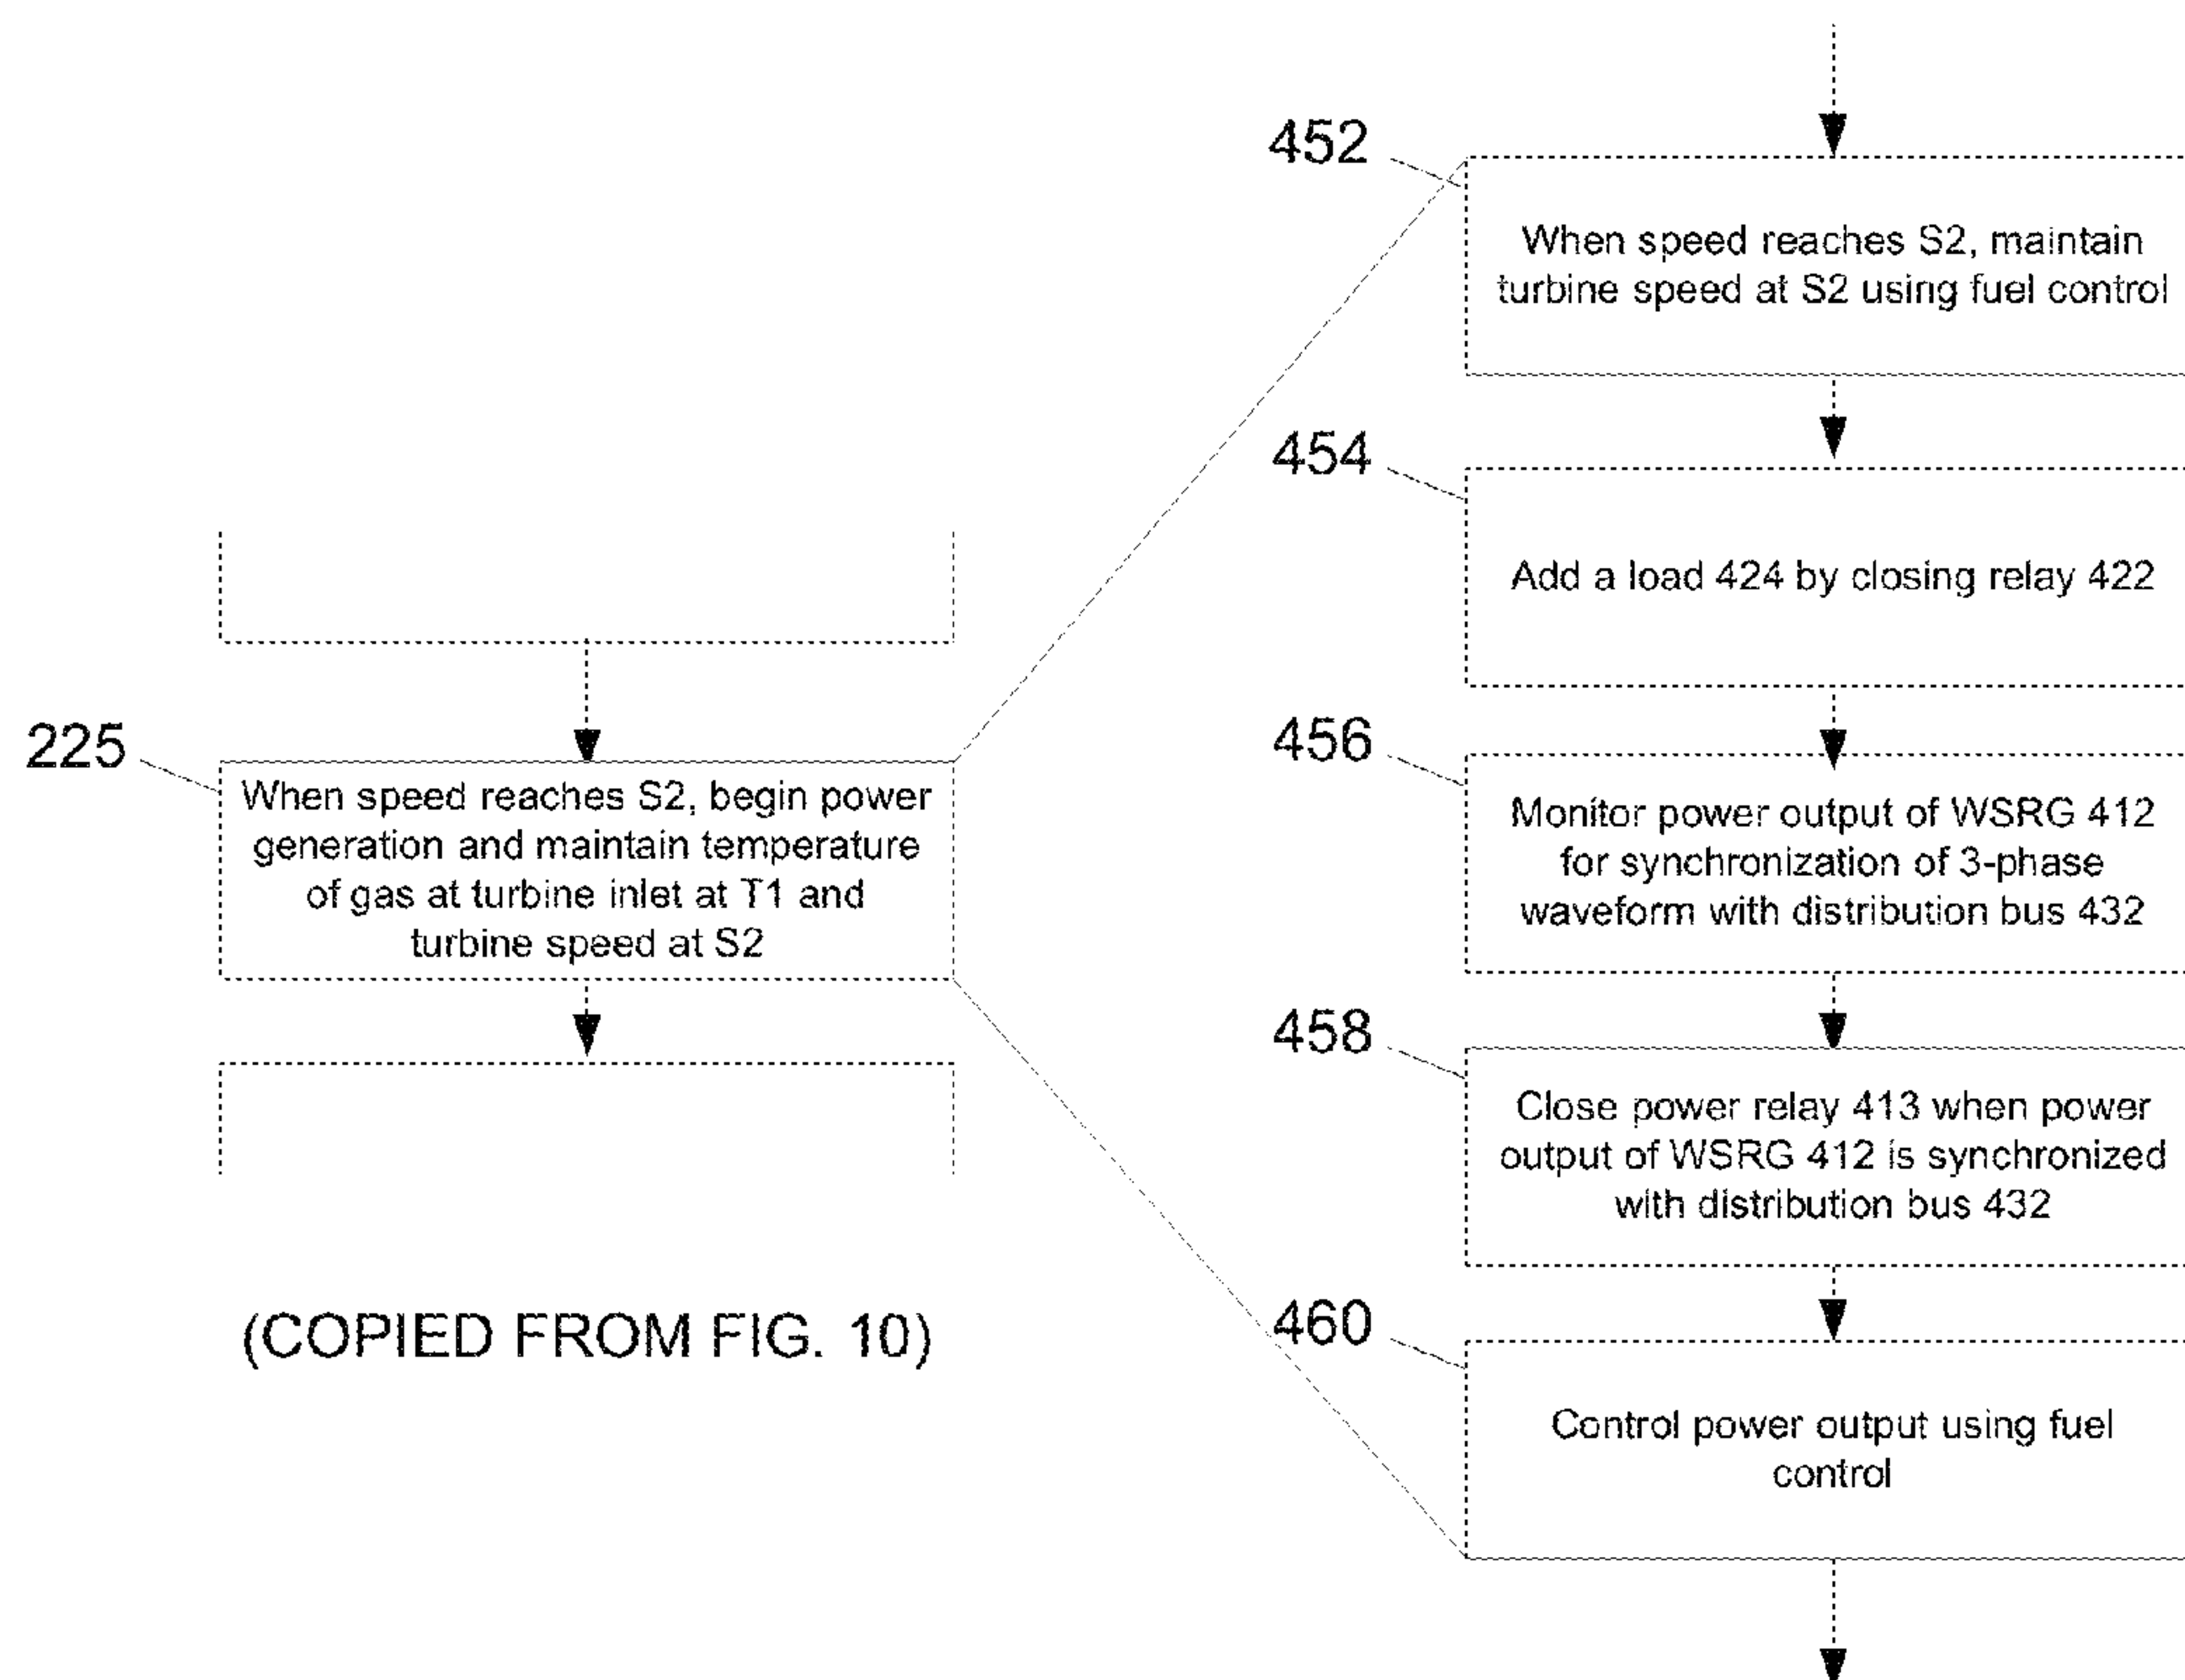 225
When speed reaches S2, begin power
generation and maintain temperature
of gas at turbine inlet at T1 and
turbine speed at S2
(COPIED FROM FIG. 10)
452
When speed reaches S2, maintain
turbine speed at S2 using fuel control
454
Add a load 424 by closing relay 422
456
Monitor power output of WSRG 412
for synchronization of 3-phase
waveform with distribution bus 432
458
Close power relay 413 when power
output of WSRG 412 is synchronized
with distribution bus 432
460
Control power output using fuel
control